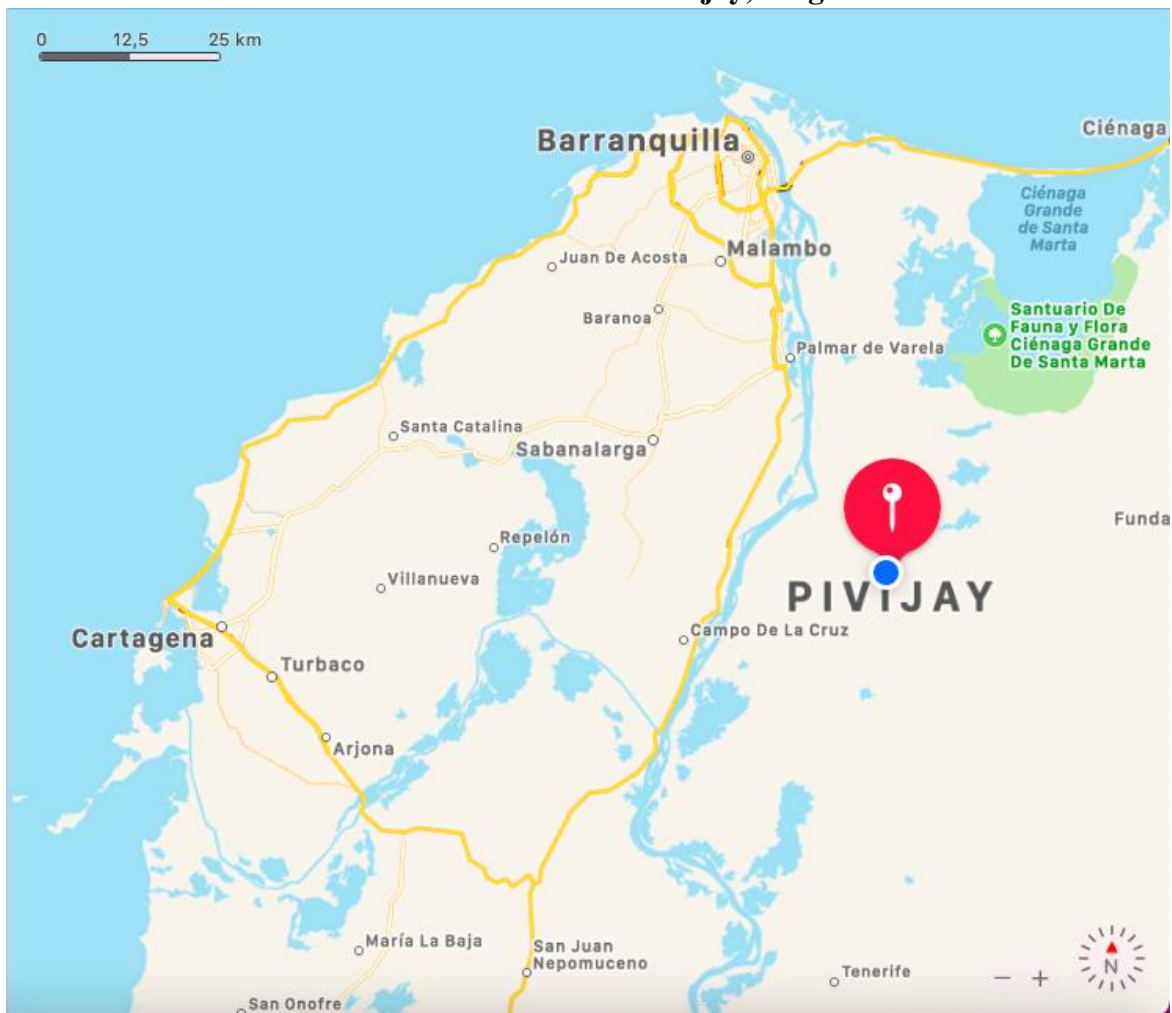 0 12,5 25 km
Barranquilla
Ciénaga
Ciénaga
Grande
de Santa
Marta
Juan De Acosta
Malambo
Baranoa
Santuario De
Fauna y Flora
Ciénaga Grande
De Santa Marta
Palmar de Varela
Santa Catalina
Sabanalarga
Funda
Repelón
Villanueva
PIVIJAY
Cartagena
Campo De La Cruz
Turbaco
Arjona
María La Baja
San Juan
Nepomuceno
Tenerife
San Onofre
− +
N